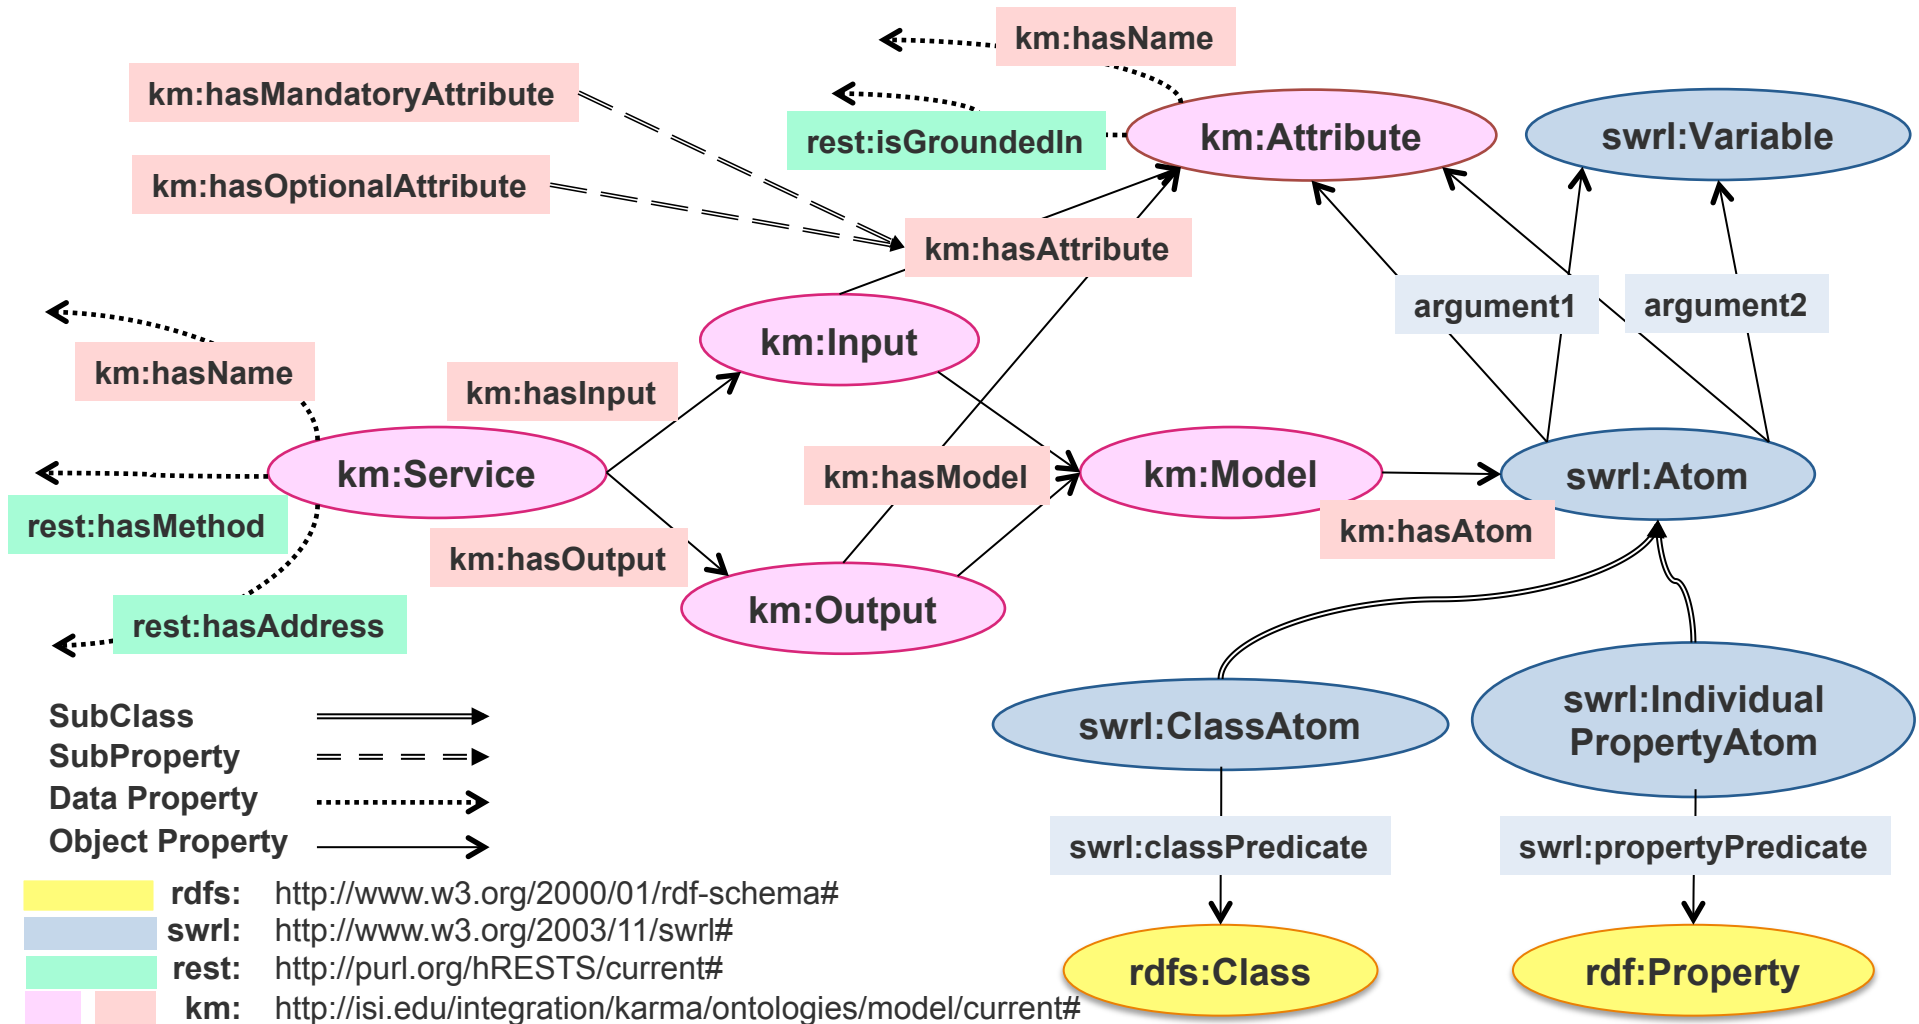 km:hasName
km:hasMandatoryAttribute
rest:isGroundedIn
km:Attribute
swrl:Variable
km:hasOptionalAttribute
km:hasAttribute
argument1
argument2
km:Input
km:hasName
km:hasInput
km:Service
km:hasModel
km:Model
swrl:Atom
rest:hasMethod
km:hasOutput
km:hasAtom
km:Output
rest:hasAddress
swrl:ClassAtom
swrl:Individual
PropertyAtom
SubClass
SubProperty
Data Property
Object Property
swrl:classPredicate
swrl:propertyPredicate
rdfs: http://www.w3.org/2000/01/rdf-schema#
swrl: http://www.w3.org/2003/11/swrl#
rest: http://purl.org/hRESTS/current#
km: http://isi.edu/integration/karma/ontologies/model/current#
rdfs:Class
rdf:Property